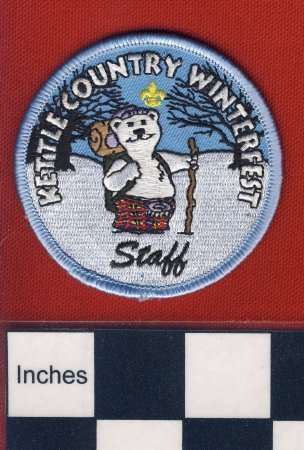 KETTLE COUNTRY WINTERFEST
Staff
Inches